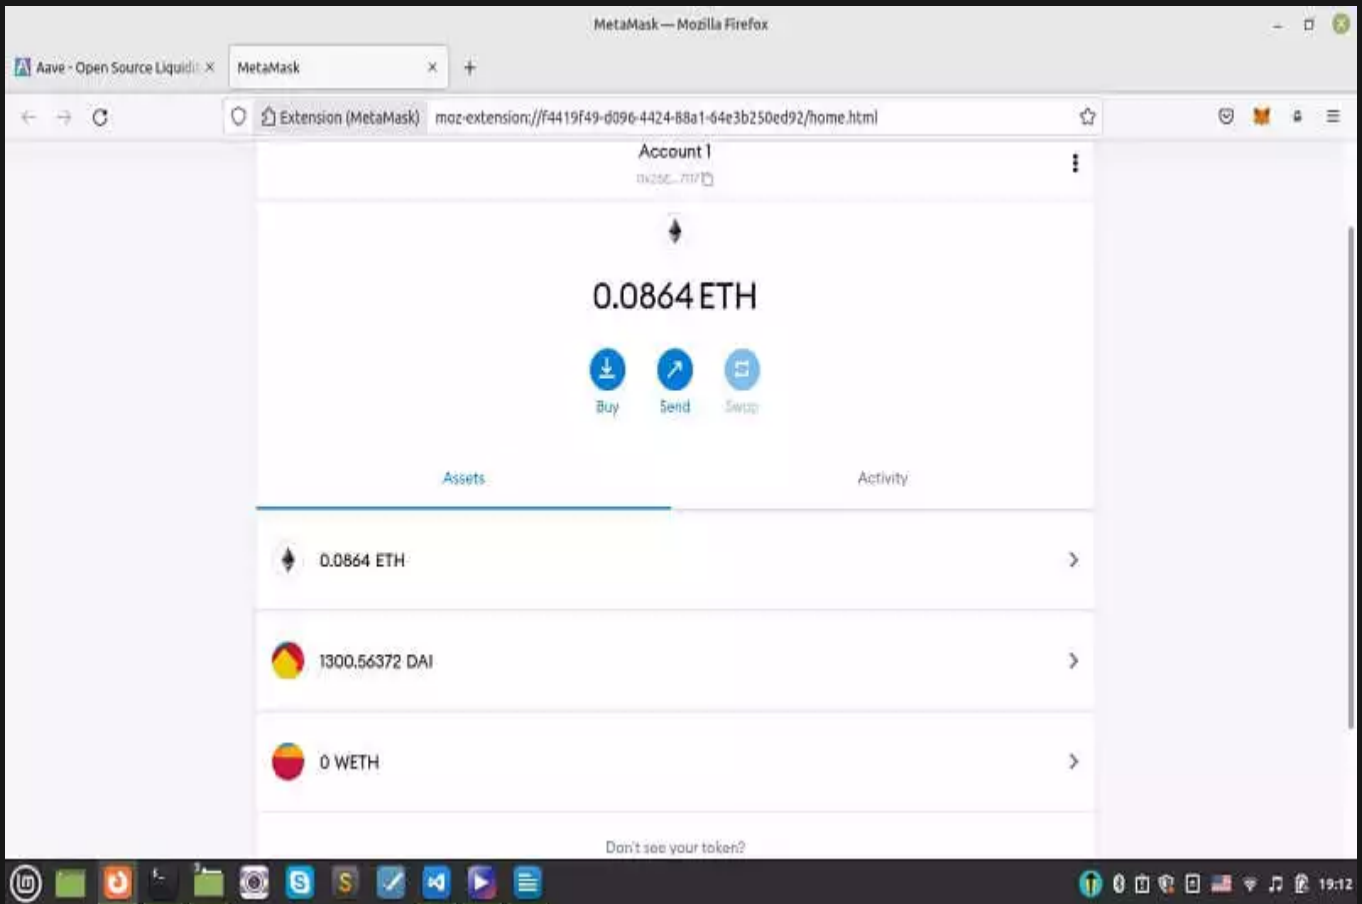 MetaMask — Mozilla Firefox
Aave - Open Source Liquidit
MetaMask
Extension (MetaMask) moz-extension://f4419f49-d096-4424-88a1-64e3b250ed92/home.html
Account 1
0.0864 ETH
Buy Send Swap
Assets Activity
0.0864 ETH
1300.56372 DAI
0 WETH
Don't see your token?
19:12